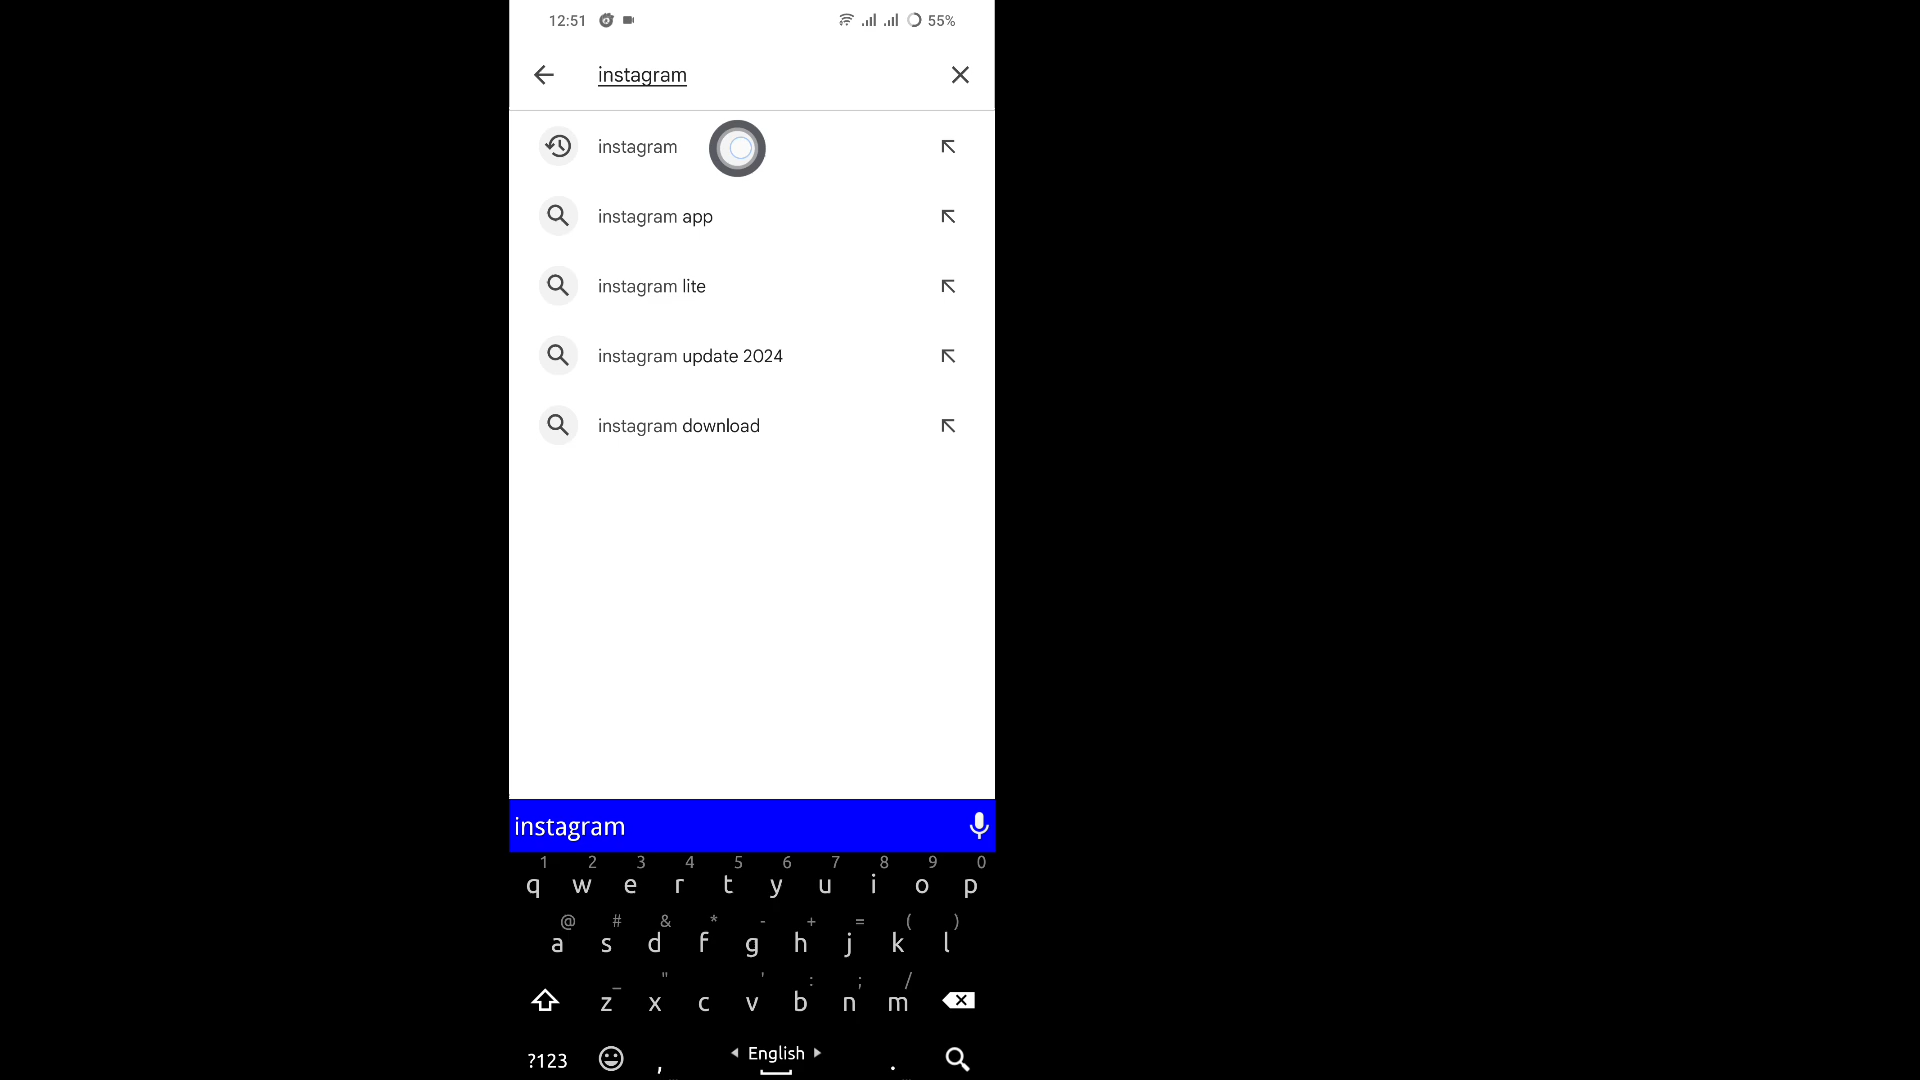 12:51 55%
instagram
instagram
instagram app
instagram lite
instagram update 2024
instagram download
instagram
1 2 3 4 5 6 7 8 9 0
q w e r t y u i o p
@ # & * - + = ( )
a s d f g h j k l
_ " ' : ; /
z x c v b n m
?123 , English .